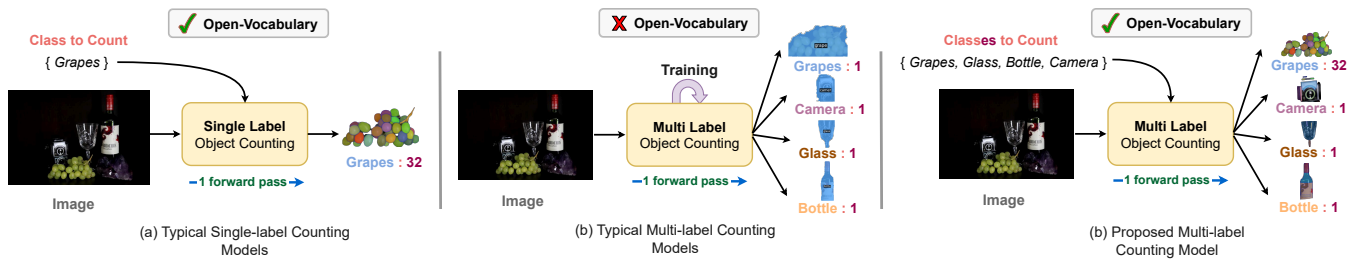 Open-Vocabulary
Class to Count
{ Grapes }
Single Label
Object Counting
Grapes : 32
1 forward pass
Image
(a) Typical Single-label Counting
Models
X Open-Vocabulary
Training
Multi Label
Object Counting
grape
Grapes : 1
Camera : 1
Glass : 1
Bottle : 1
1 forward pass
Image
(b) Typical Multi-label Counting
Models
Open-Vocabulary
Classes to Count
{ Grapes, Glass, Bottle, Camera }
Multi Label
Object Counting
Grapes : 32
Camera : 1
Glass : 1
Bottle : 1
1 forward pass
Image
(b) Proposed Multi-label
Counting Model